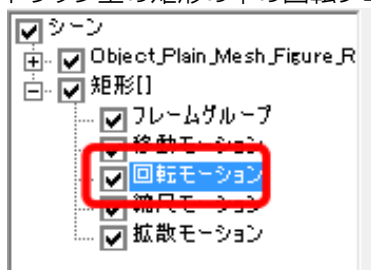 シーン
Object_Plain_Mesh_Figure_R
矩形[]
フレームグループ
移動モーション
回転モーション
縮尺モーション
拡散モーション